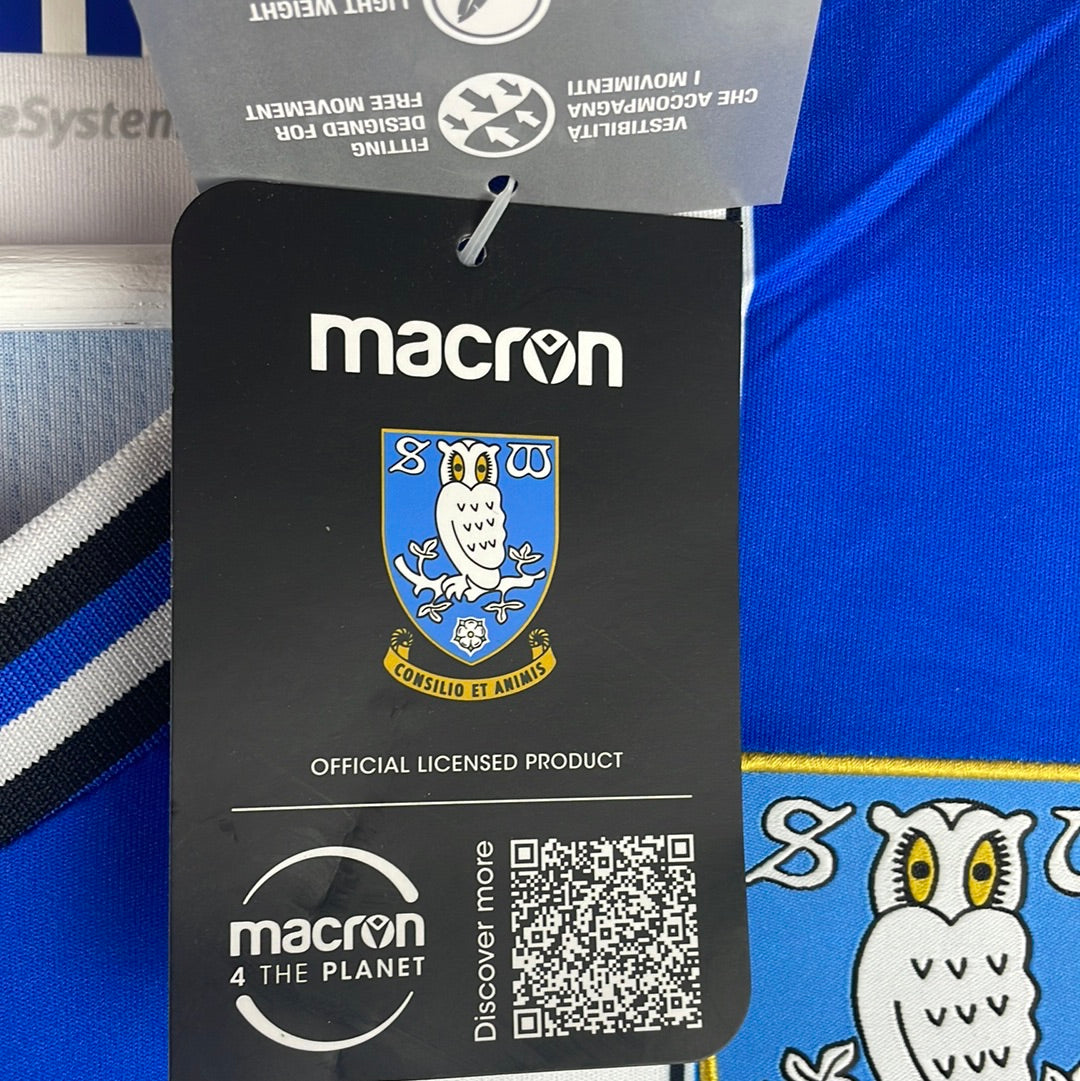 LIGHT WEIGHT
FITTING
DESIGNED FOR
FREE MOVEMENT
VESTIBILITÀ
CHE ACCOMPAGNA
I MOVIMENTI
eSystem
macron
S W
CONSILIO ET ANIMIS
OFFICIAL LICENSED PRODUCT
macron
4 THE PLANET
Discover more
S